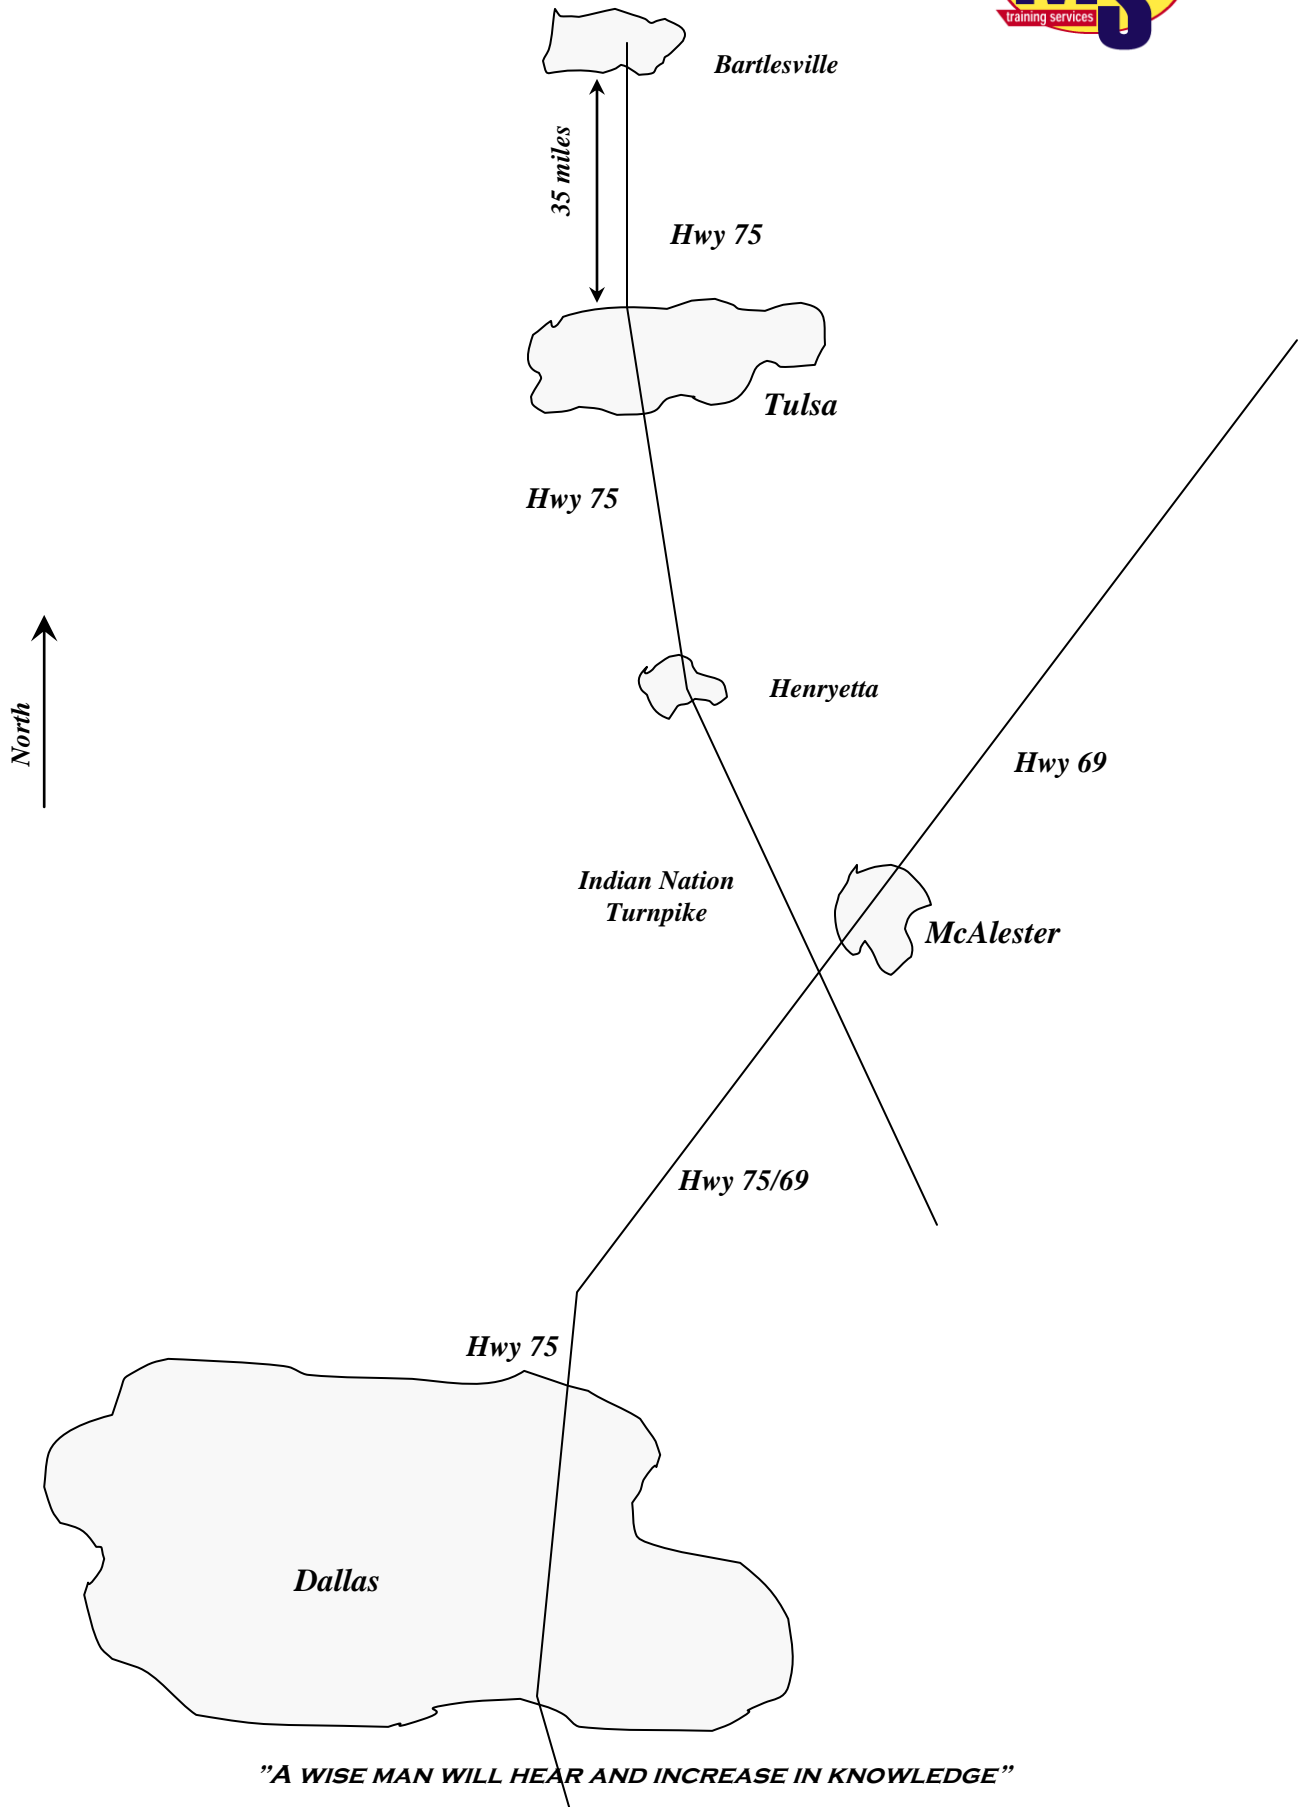 training services
Bartlesville
35 miles
Hwy 75
Tulsa
Hwy 75
Henryetta
North
Hwy 69
Indian Nation
Turnpike
McAlester
Hwy 75/69
Hwy 75
Dallas
”A WISE MAN WILL HEAR AND INCREASE IN KNOWLEDGE”